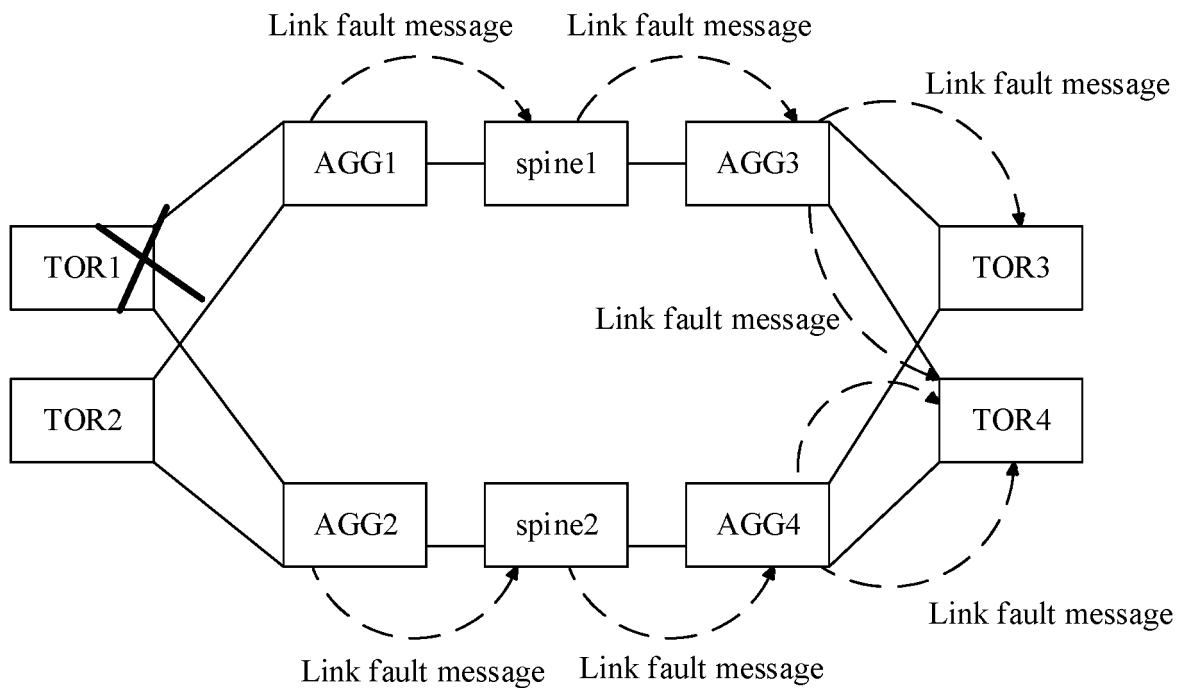 Link fault message
Link fault message
Link fault message
AGG1
spine1
AGG3
TOR1
TOR3
Link fault message
TOR2
TOR4
AGG2
spine2
AGG4
Link fault message
Link fault message
Link fault message